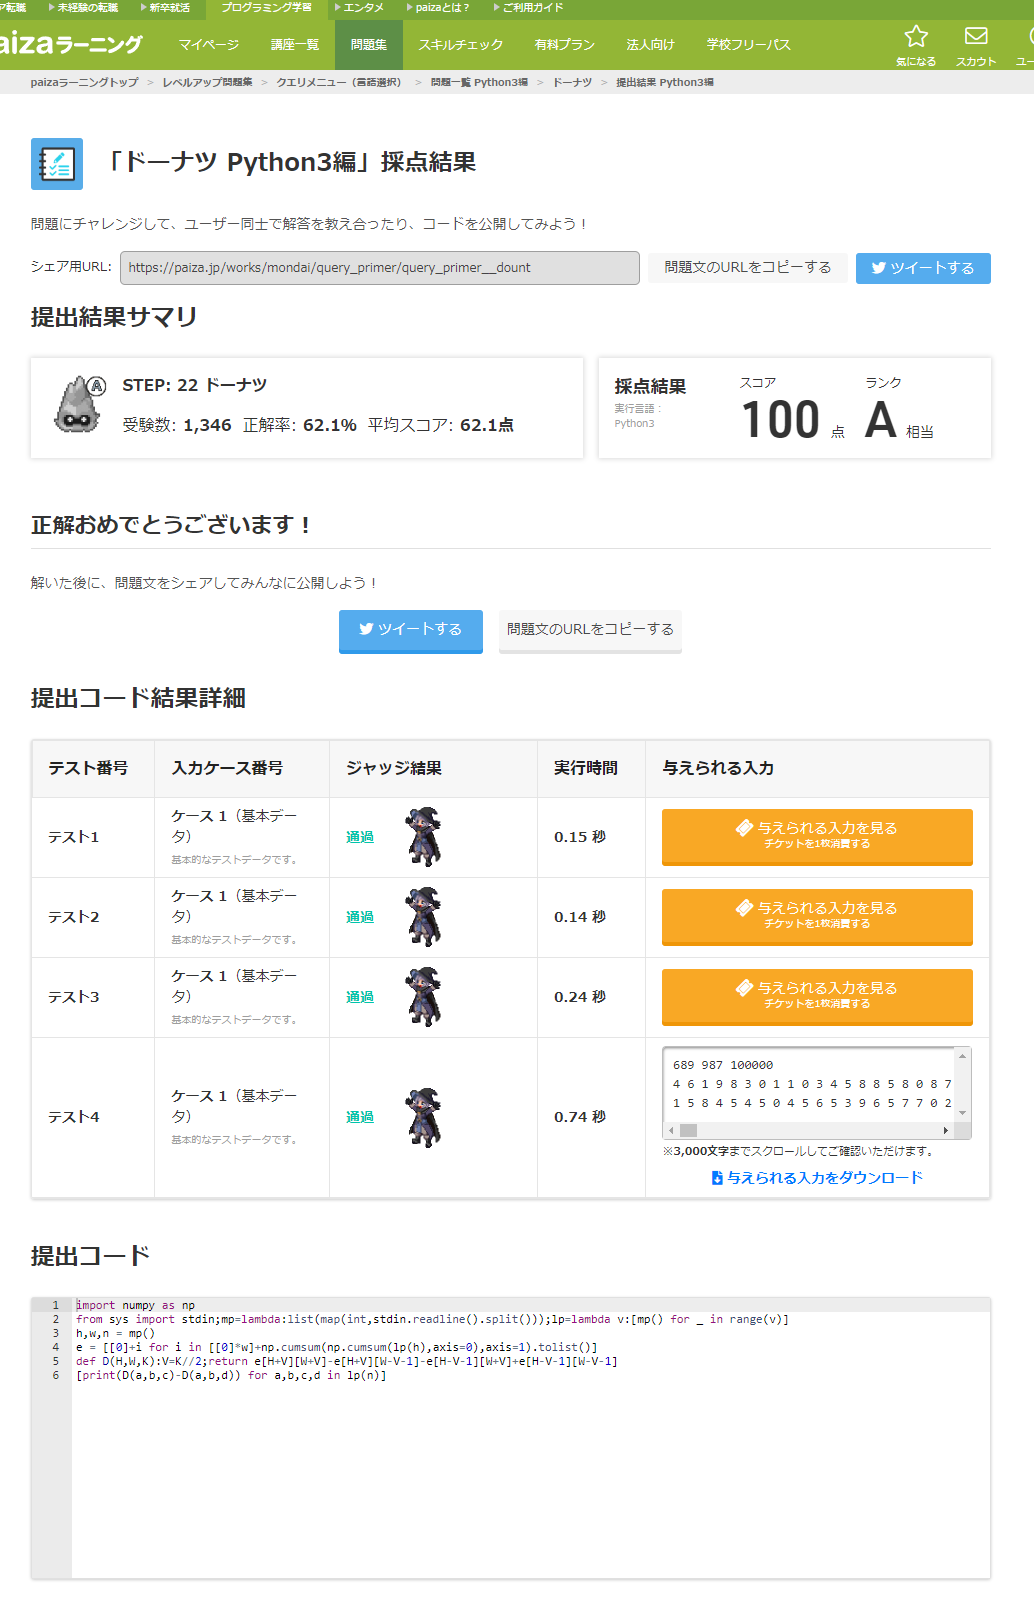 ア転職 未経験の転職 新卒就活 プログラミング学習 エンタメ paizaとは？ ご利用ガイド
aizaラーニング マイページ 講座一覧 問題集 スキルチェック 有料プラン 法人向け 学校フリーパス 気になる スカウト ユー
paizaラーニングトップ > レベルアップ問題集 > クエリメニュー（言語選択） > 問題一覧 Python3編 > ドーナツ > 提出結果 Python3編
「ドーナツ Python3編」採点結果
問題にチャレンジして、ユーザー同士で解答を教え合ったり、コードを公開してみよう！
シェア用URL: https://paiza.jp/works/mondai/query_primer/query_primer__dount 問題文のURLをコピーする ツイートする
提出結果サマリ
A
STEP: 22 ドーナツ
受験数: 1,346 正解率: 62.1% 平均スコア: 62.1点
採点結果
実行言語：
Python3
スコア
100 点
ランク
A 相当
正解おめでとうございます！
解いた後に、問題文をシェアしてみんなに公開しよう！
ツイートする 問題文のURLをコピーする
提出コード結果詳細
テスト番号 入力ケース番号 ジャッジ結果 実行時間 与えられる入力
テスト1
ケース 1（基本デー
タ）
基本的なテストデータです。
通過
0.15 秒
与えられる入力を見る
チケットを1枚消費する
テスト2
ケース 1（基本デー
タ）
基本的なテストデータです。
通過
0.14 秒
与えられる入力を見る
チケットを1枚消費する
テスト3
ケース 1（基本デー
タ）
基本的なテストデータです。
通過
0.24 秒
与えられる入力を見る
チケットを1枚消費する
テスト4
ケース 1（基本デー
タ）
基本的なテストデータです。
通過
0.74 秒
689 987 100000
4 6 1 9 8 3 0 1 1 0 3 4 5 8 8 5 8 0 8 7
1 5 8 4 5 4 5 0 4 5 6 5 3 9 6 5 7 7 0 2
※3,000文字までスクロールしてご確認いただけます。
与えられる入力をダウンロード
提出コード
1 import numpy as np
2 from sys import stdin;mp=lambda:list(map(int,stdin.readline().split()));lp=lambda v:[mp() for _ in range(v)]
3 h,w,n = mp()
4 e = [[0]+i for i in [[0]*w]+np.cumsum(np.cumsum(lp(h),axis=0),axis=1).tolist()]
5 def D(H,W,K):V=K//2;return e[H+V][W+V]-e[H+V][W-V-1]-e[H-V-1][W+V]+e[H-V-1][W-V-1]
6 [print(D(a,b,c)-D(a,b,d)) for a,b,c,d in lp(n)]